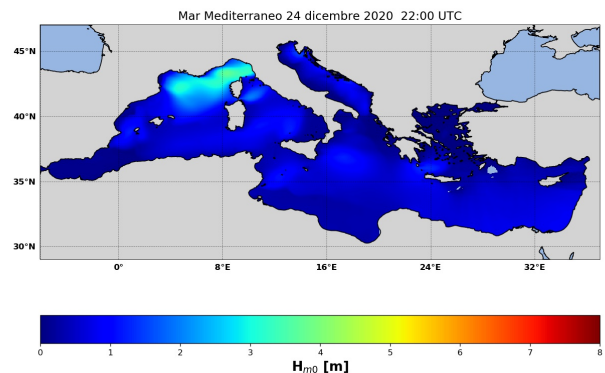 Mar Mediterraneo 24 dicembre 2020  22:00 UTC
45°N
40°N
35°N
30°N
0° 8°E 16°E 24°E 32°E
0 1 2 3 4 5 6 7 8
Hm0 [m]